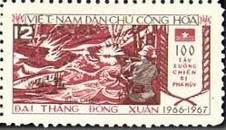 VIỆT-NAM DÂN CHỦ CỘNG HÒA
12
XU
100
TÀU XUỒNG
CHIẾN
BỊ
PHÁ HỦY
ĐẠI THẮNG ĐÔNG XUÂN 1966-1967